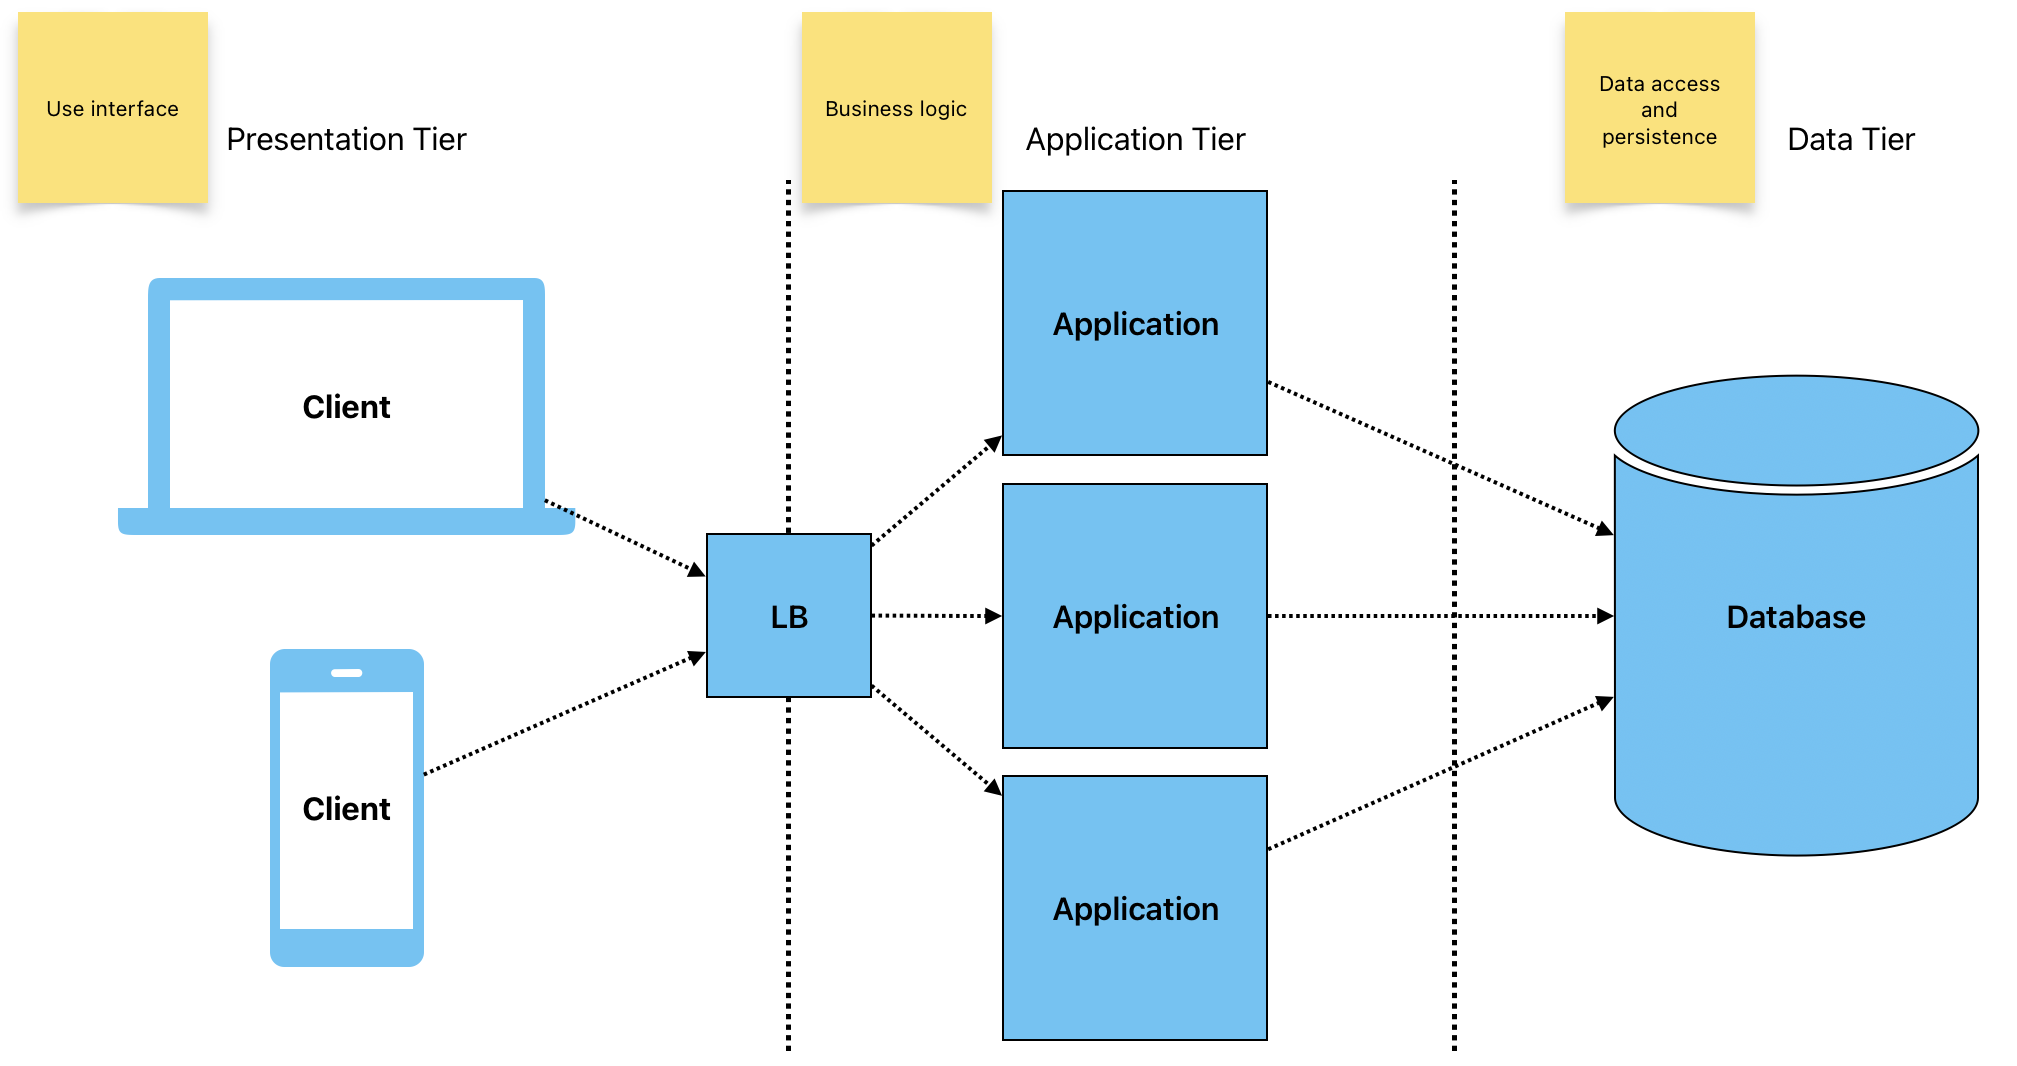 Use interface
Presentation Tier
Business logic
Application Tier
Data access
and
persistence
Data Tier
Client
Client
LB
Application
Application
Application
Database